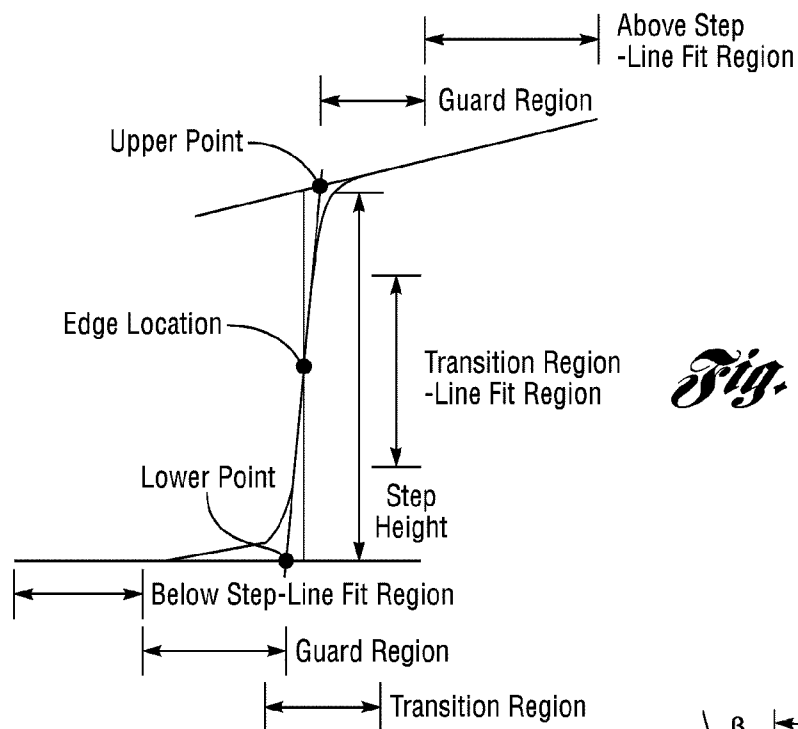 Above Step
-Line Fit Region
Guard Region
Upper Point
Edge Location
Transition Region
-Line Fit Region
Fig.
Lower Point
Step
Height
Below Step-Line Fit Region
Guard Region
Transition Region
β